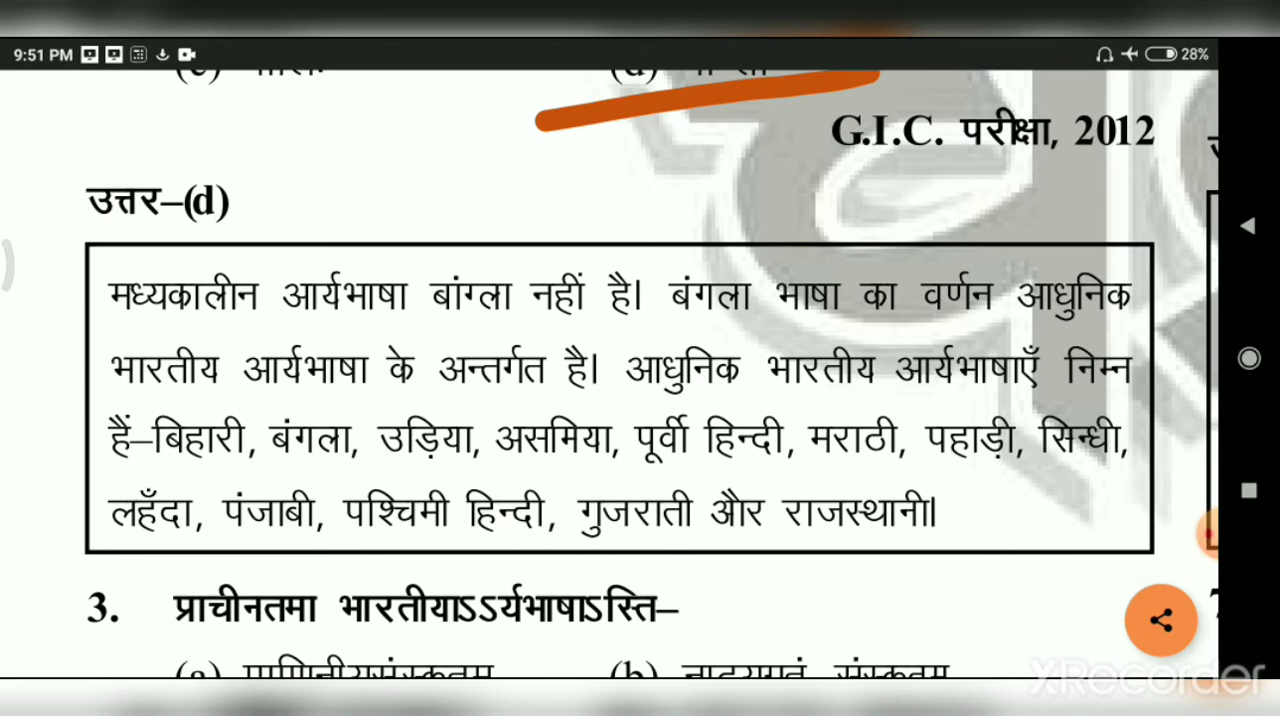 9:51 PM
28%
G.I.C. परीक्षा, 2012
उत्तर–(d)
मध्यकालीन आर्यभाषा बांग्ला नहीं है। बंगला भाषा का वर्णन आधुनिक
भारतीय आर्यभाषा के अन्तर्गत है। आधुनिक भारतीय आर्यभाषाएँ निम्न
हैं–बिहारी, बंगला, उड़िया, असमिया, पूर्वी हिन्दी, मराठी, पहाड़ी, सिन्धी,
लहँदा, पंजाबी, पश्चिमी हिन्दी, गुजराती और राजस्थानी।
3. प्राचीनतमा भारतीयाऽऽर्यभाषाऽस्ति–
(a) पाणिनीयसंस्कृतम् (b)
XRecorder